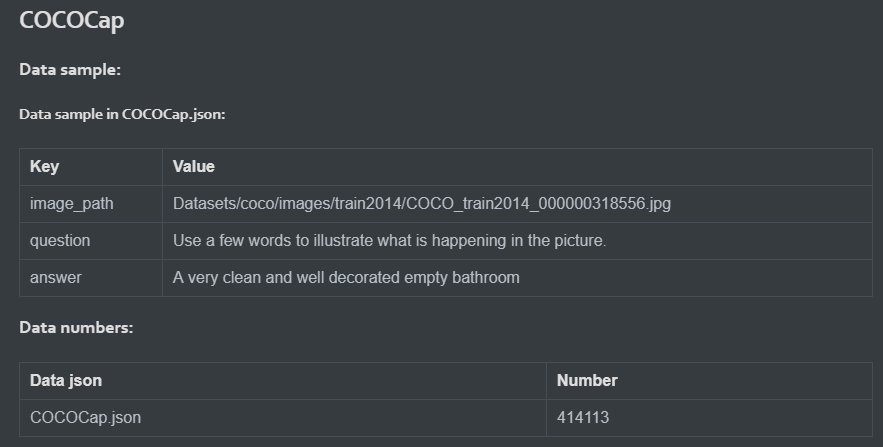 COCOCap
Data sample:
Data sample in COCOCap.json:
Key Value
image_path Datasets/coco/images/train2014/COCO_train2014_000000318556.jpg
question Use a few words to illustrate what is happening in the picture.
answer A very clean and well decorated empty bathroom
Data numbers:
Data json Number
COCOCap.json 414113